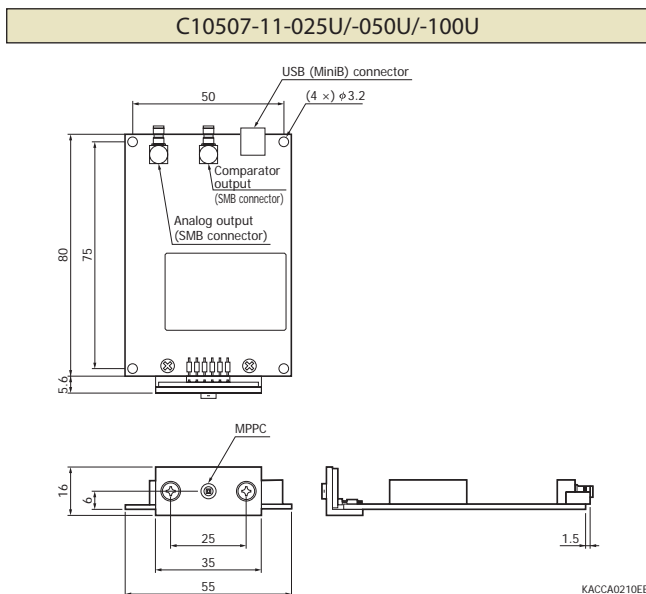 C10507-11-025U/-050U/-100U
USB (MiniB) connector
50
(4 ×) ϕ3.2
Comparator
output
(SMB connector)
Analog output
(SMB connector)
80
75
5.6
MPPC
16
6
25
35
55
1.5